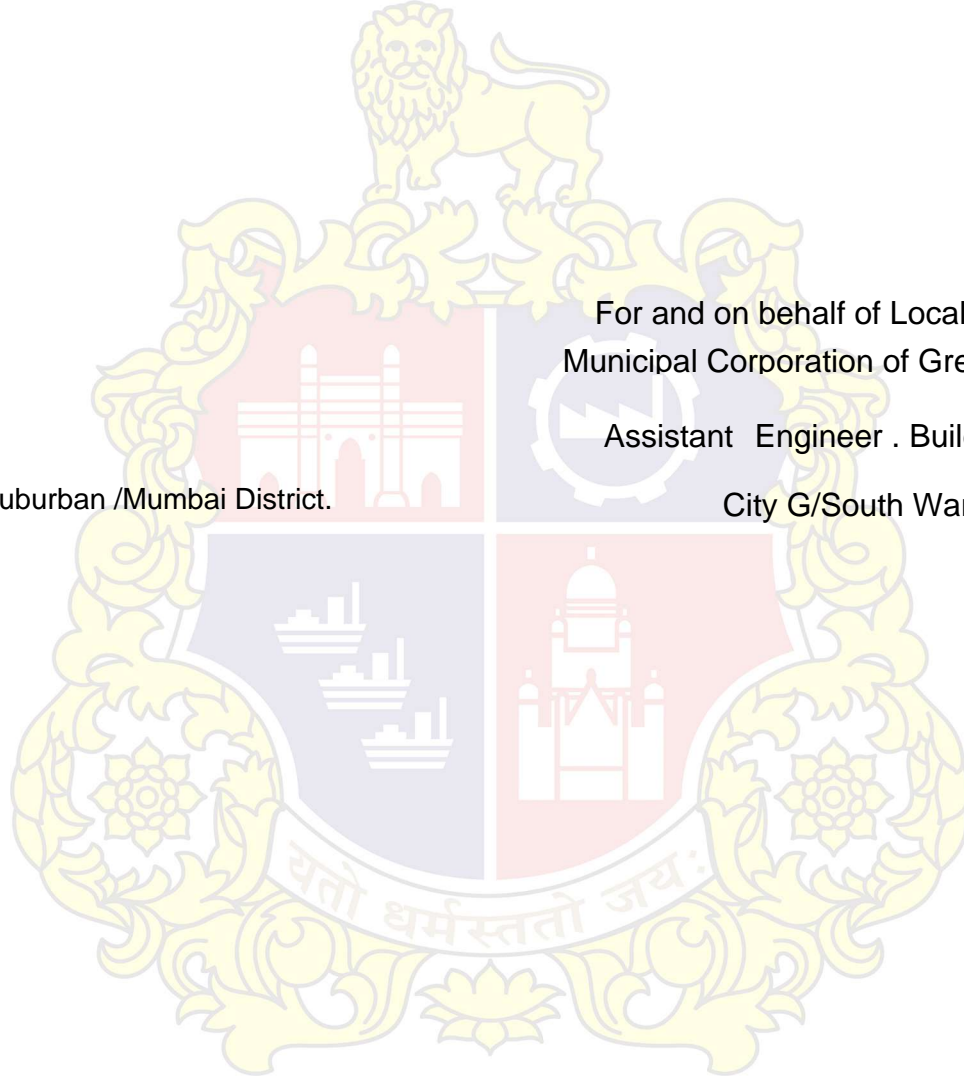 For and on behalf of Local
Municipal Corporation of Gre
Assistant Engineer . Buil
uburban /Mumbai District.
City G/South War
यतो धर्मस्ततो जय: